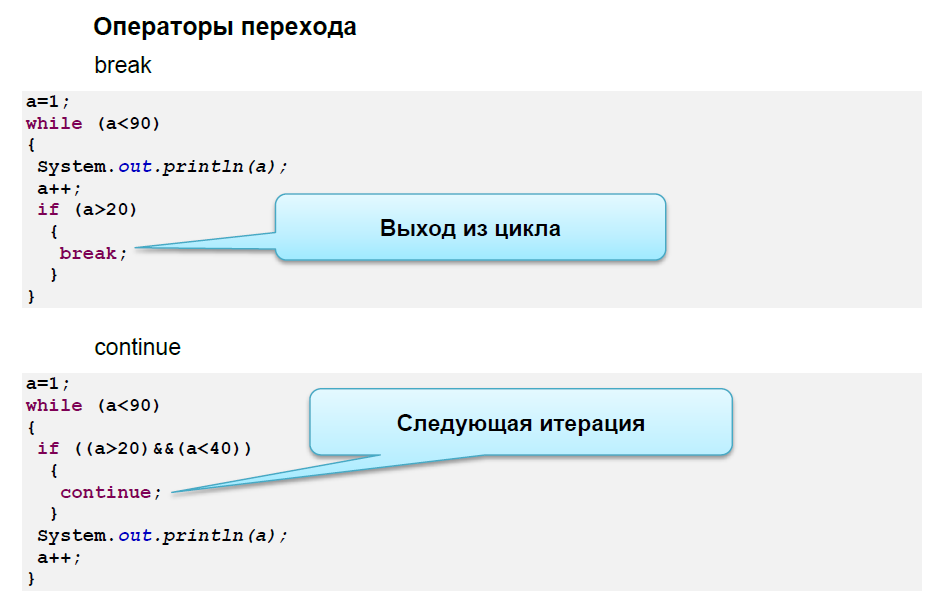 Операторы перехода
break
a=1;
while (a<90)
{
System.out.println(a);
a++;
if (a>20)
{
break;
}
}
Выход из цикла
continue
a=1;
while (a<90)
{
if ((a>20)&&(a<40))
{
continue;
}
System.out.println(a);
a++;
}
Следующая итерация